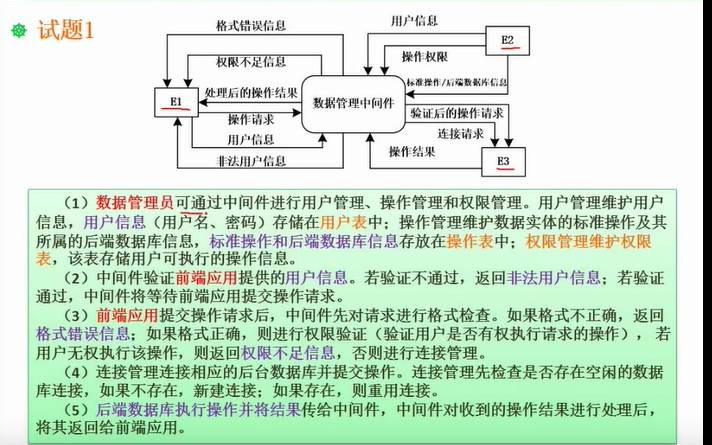 试题1
格式错误信息
用户信息
权限不足信息
操作权限
E2
处理后的操作结果
标准操作/后端数据库信息
E1
数据管理中间件
操作请求
验证后的操作请求
用户信息
连接请求
非法用户信息
操作结果
E3
（1）数据管理员可通过中间件进行用户管理、操作管理和权限管理。用户管理维护用户
信息，用户信息（用户名、密码）存储在用户表中；操作管理维护数据实体的标准操作及其
所属的后端数据库信息，标准操作和后端数据库信息存放在操作表中；权限管理维护权限
表，该表存储用户可执行的操作信息。
（2）中间件验证前端应用提供的用户信息。若验证不通过，返回非法用户信息；若验证
通过，中间件将等待前端应用提交操作请求。
（3）前端应用提交操作请求后，中间件先对请求进行格式检查。如果格式不正确，返回
格式错误信息；如果格式正确，则进行权限验证（验证用户是否有权执行请求的操作），若
用户无权执行该操作，则返回权限不足信息，否则进行连接管理。
（4）连接管理连接相应的后台数据库并提交操作。连接管理先检查是否存在空闲的数据
库连接，如果不存在，新建连接；如果存在，则重用连接。
（5）后端数据库执行操作并将结果传给中间件，中间件对收到的操作结果进行处理后，
将其返回给前端应用。